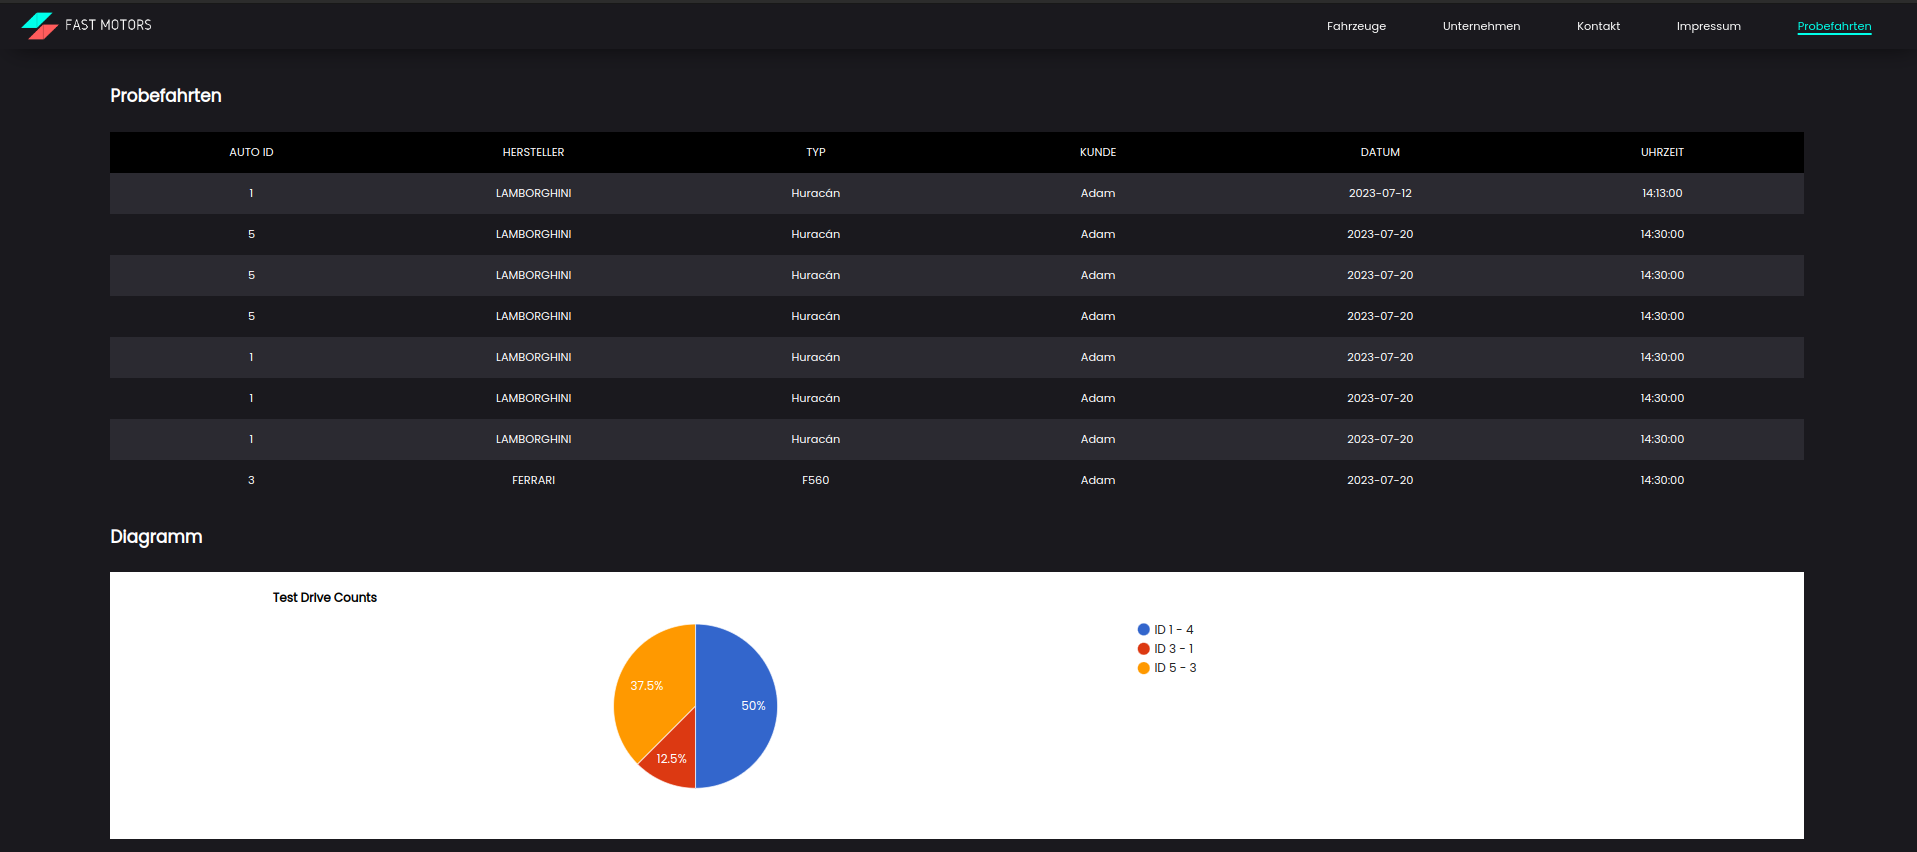 FAST MOTORS Fahrzeuge Unternehmen Kontakt Impressum Probefahrten
Probefahrten
AUTO ID HERSTELLER TYP KUNDE DATUM UHRZEIT
1 LAMBORGHINI Huracán Adam 2023-07-12 14:13:00
5 LAMBORGHINI Huracán Adam 2023-07-20 14:30:00
5 LAMBORGHINI Huracán Adam 2023-07-20 14:30:00
5 LAMBORGHINI Huracán Adam 2023-07-20 14:30:00
1 LAMBORGHINI Huracán Adam 2023-07-20 14:30:00
1 LAMBORGHINI Huracán Adam 2023-07-20 14:30:00
1 LAMBORGHINI Huracán Adam 2023-07-20 14:30:00
3 FERRARI F560 Adam 2023-07-20 14:30:00
Diagramm
Test Drive Counts
ID 1 - 4
ID 3 - 1
ID 5 - 3
37.5%
50%
12.5%